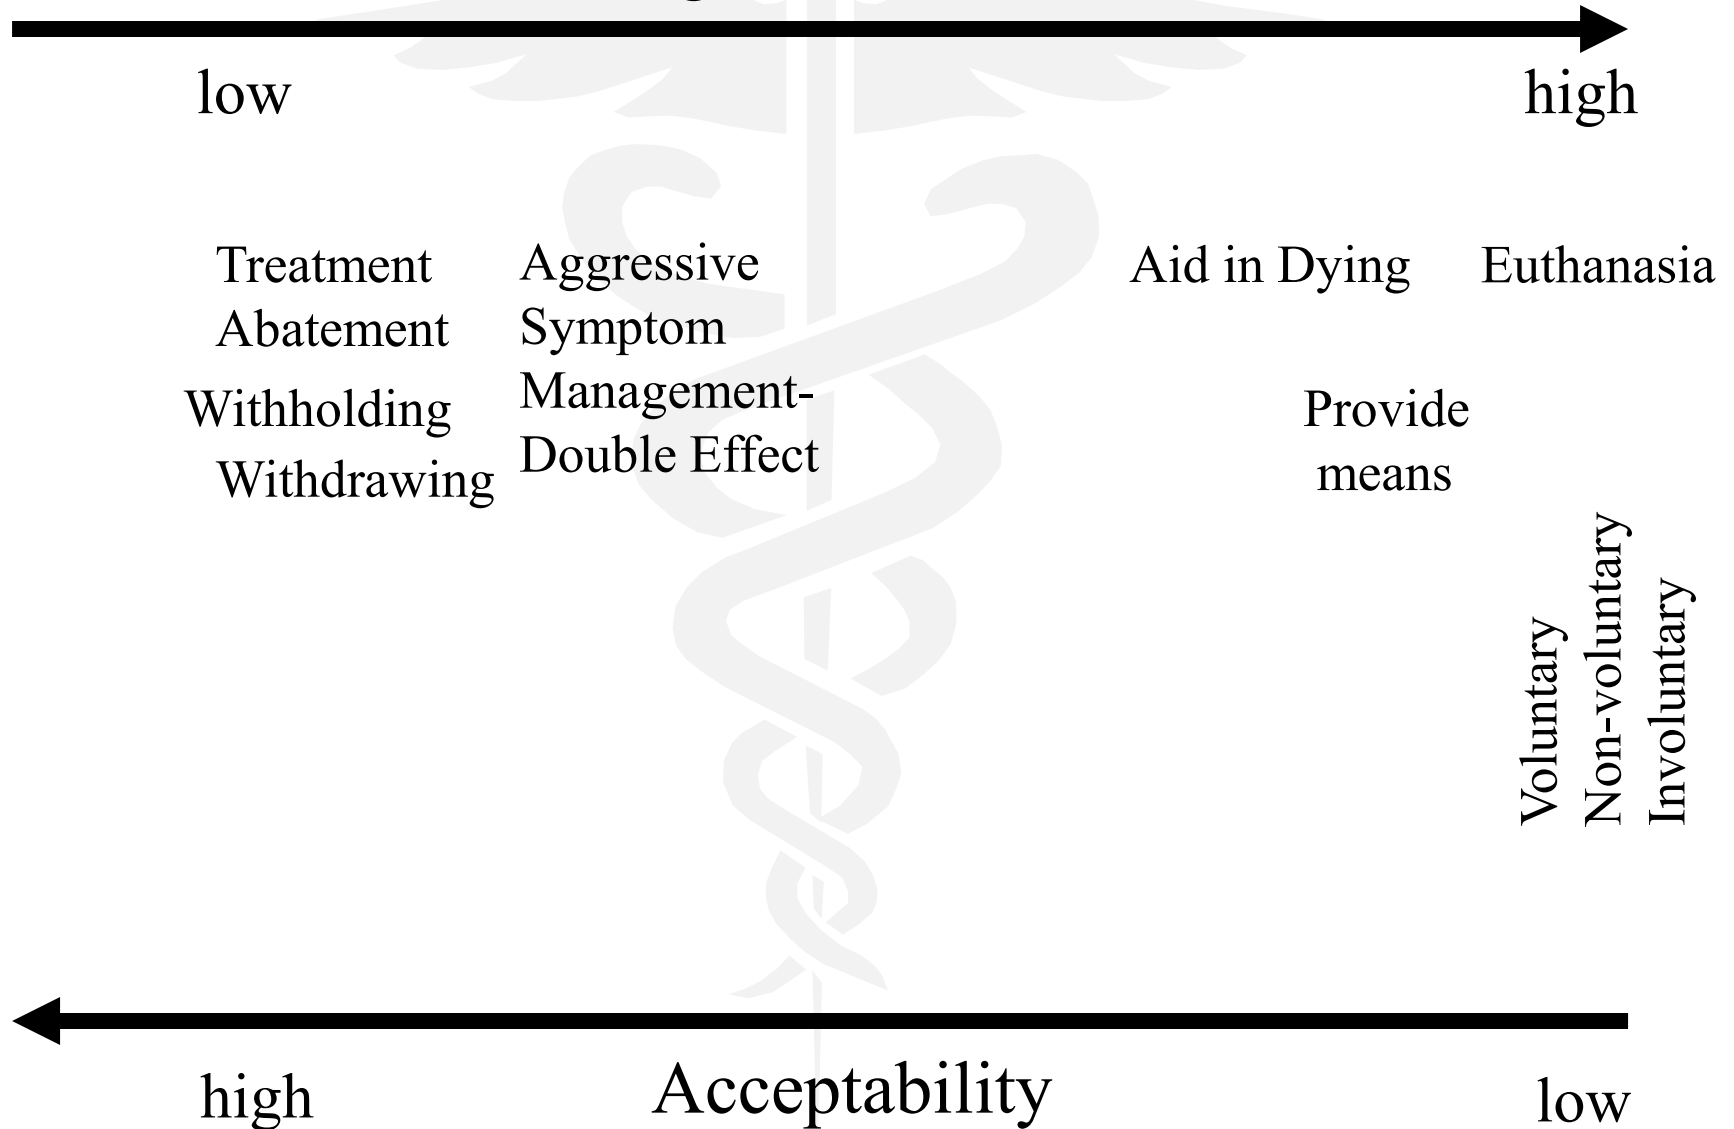 low
high
Treatment
Abatement
Withholding
Withdrawing
Aggressive
Symptom
Management-
Double Effect
Aid in Dying
Provide
means
Euthanasia
Voluntary
Non-voluntary
Involuntary
high
Acceptability
low